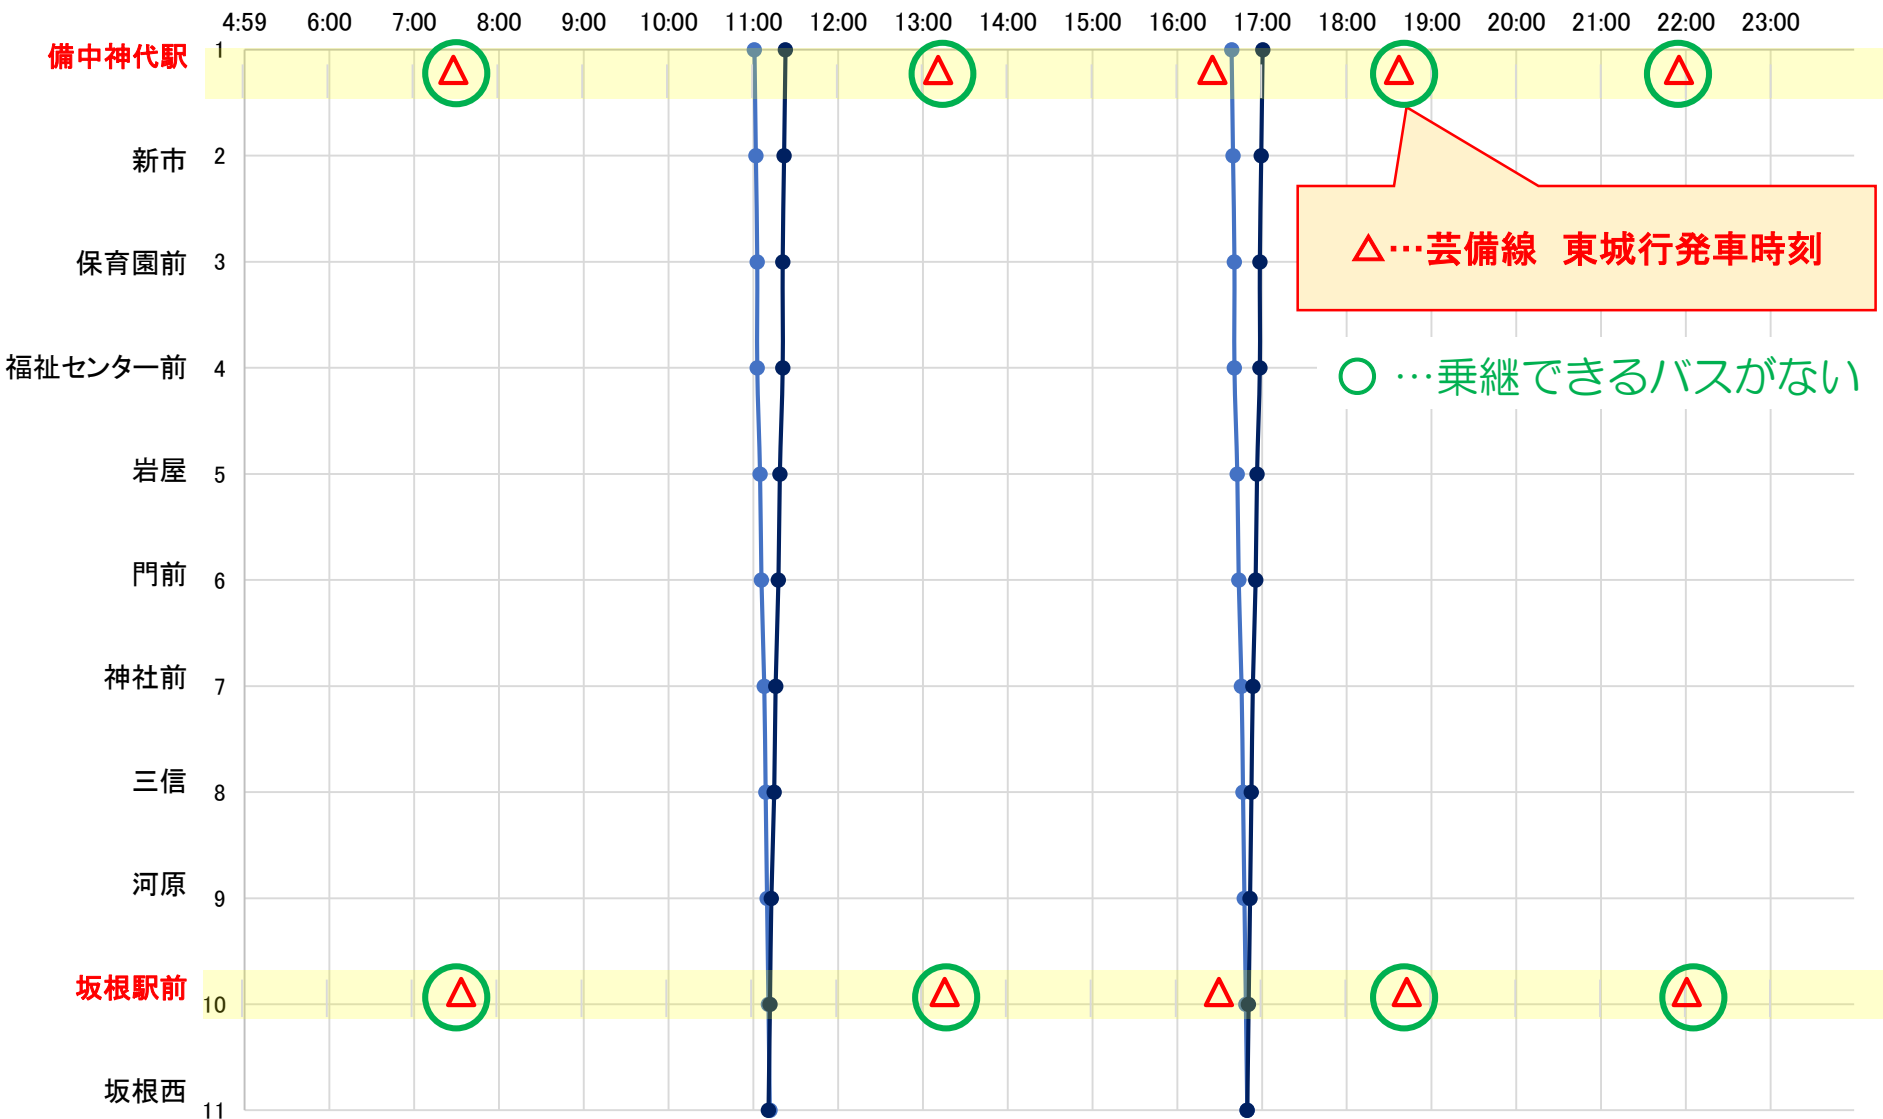 4:59 6:00 7:00 8:00 9:00 10:00 11:00 12:00 13:00 14:00 15:00 16:00 17:00 18:00 19:00 20:00 21:00 22:00 23:00
備中神代駅 1
新市 2
保育園前 3
△…芸備線 東城行発車時刻
福祉センター前 4
○…乗継できるバスがない
岩屋 5
門前 6
神社前 7
三信 8
河原 9
坂根駅前 10
坂根西 11